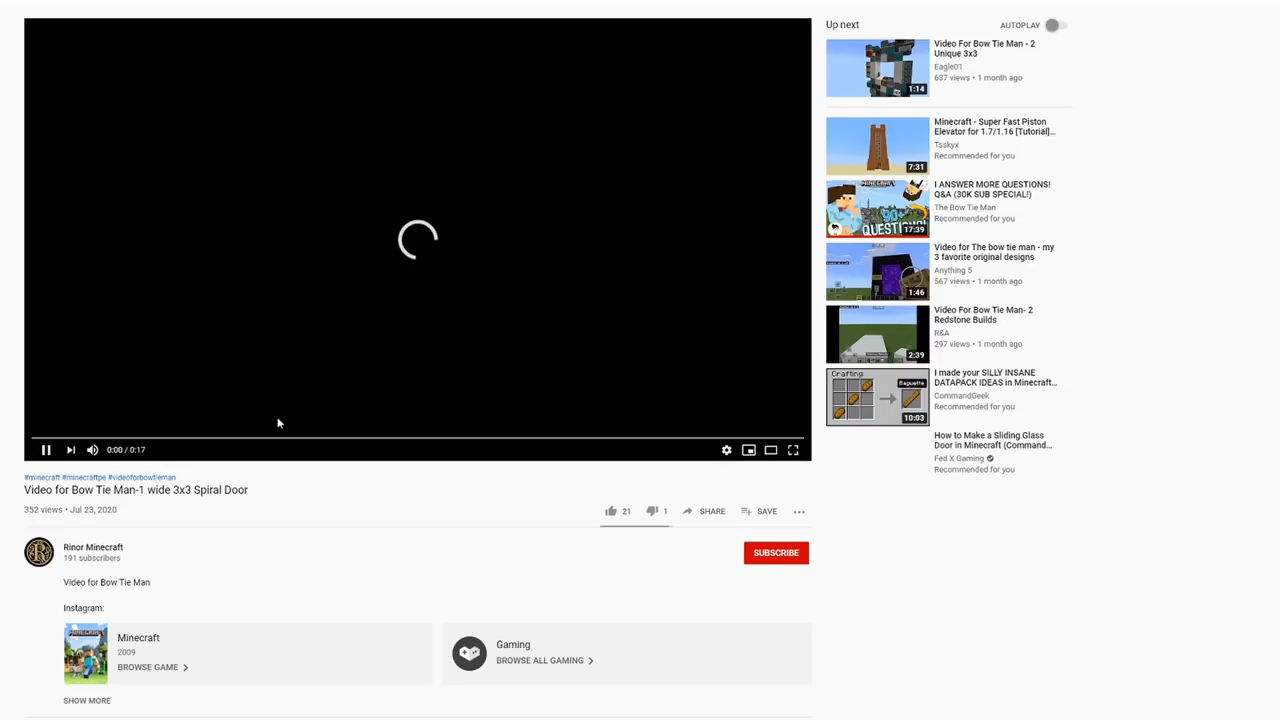 Up next
AUTOPLAY
Video For Bow Tie Man - 2
Unique 3x3
Eagle01
637 views • 1 month ago
1:14
Minecraft - Super Fast Piston
Elevator for 1.7/1.16 [Tutorial]...
Tsskyx
Recommended for you
7:31
I ANSWER MORE QUESTIONS!
Q&A (30K SUB SPECIAL!)
The Bow Tie Man
Recommended for you
MINECRAFT
90+
QUESTI
17:39
Video for The bow tie man - my
3 favorite original designs
Anything 5
567 views • 1 month ago
1:46
Video For Bow Tie Man- 2
Redstone Builds
R&A
297 views • 1 month ago
2:39
I made your SILLY INSANE
DATAPACK IDEAS in Minecraft...
CommandGeek
Recommended for you
Crafting
Baguette
10:03
How to Make a Sliding Glass
Door in Minecraft (Command...
Fed X Gaming
Recommended for you
0:00 / 0:17
#minecraft #minecraftpe #videoforbowtieman
Video for Bow Tie Man-1 wide 3x3 Spiral Door
352 views • Jul 23, 2020
21
1
SHARE
SAVE
Rinor Minecraft
191 subscribers
SUBSCRIBE
Video for Bow Tie Man
Instagram:
MINECRAFT
Minecraft
2009
BROWSE GAME
Gaming
BROWSE ALL GAMING
SHOW MORE